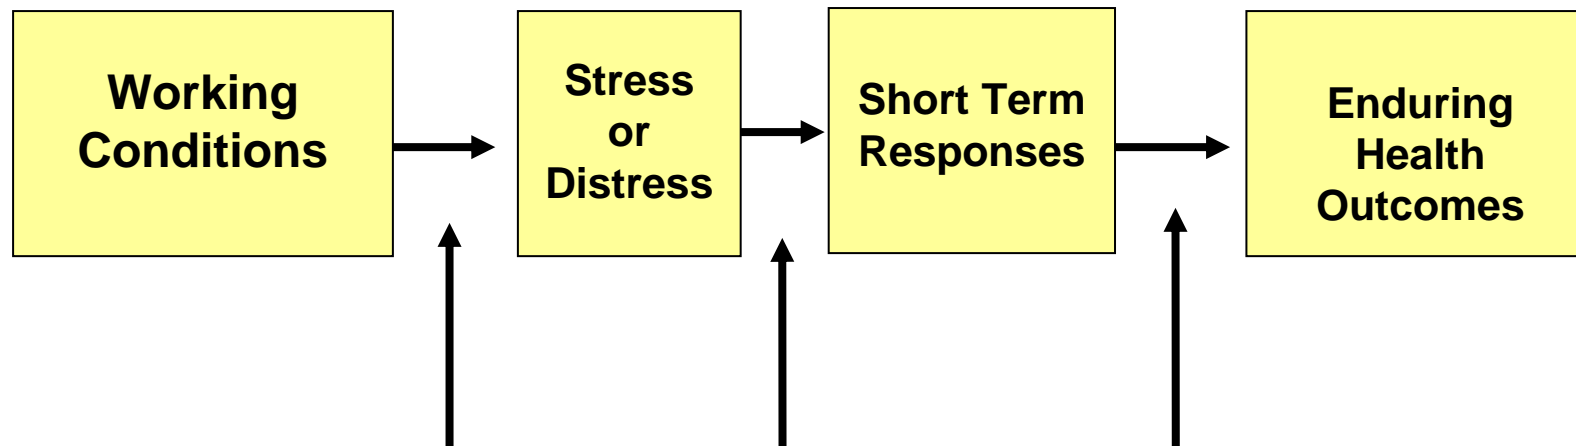 Working
Conditions
Stress
or
Distress
Short Term
Responses
Enduring
Health
Outcomes